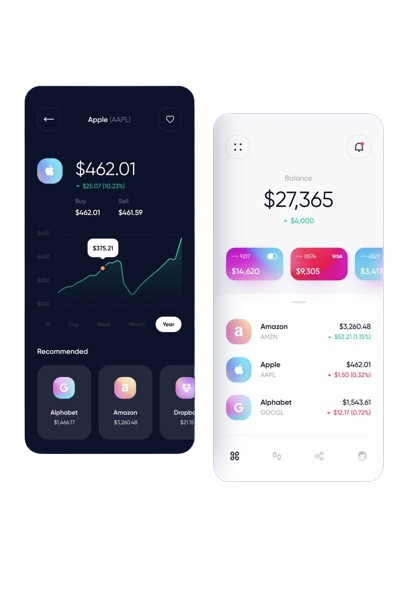 Apple (AAPL)
$462.01
$25.07 (10.23%)
Buy
Sell
$462.01
$461.59
$450
$400
$350
$300
$375.21
Day
Week
Month
Year
Recommended
G
a
Alphabet
Amazon
Dropbo
$1,466.17
$3,260.48
$21.15
Balance
$27,365
$4,000
9217
0574
VISA
6521
$14,620
$9,305
$3,417
a
Amazon
AMZN
$3,260.48
$52.21 (1.15%)
Apple
AAPL
$462.01
$1.50 (0.32%)
G
Alphabet
GOOGL
$1,543.61
$12.17 (0.72%)